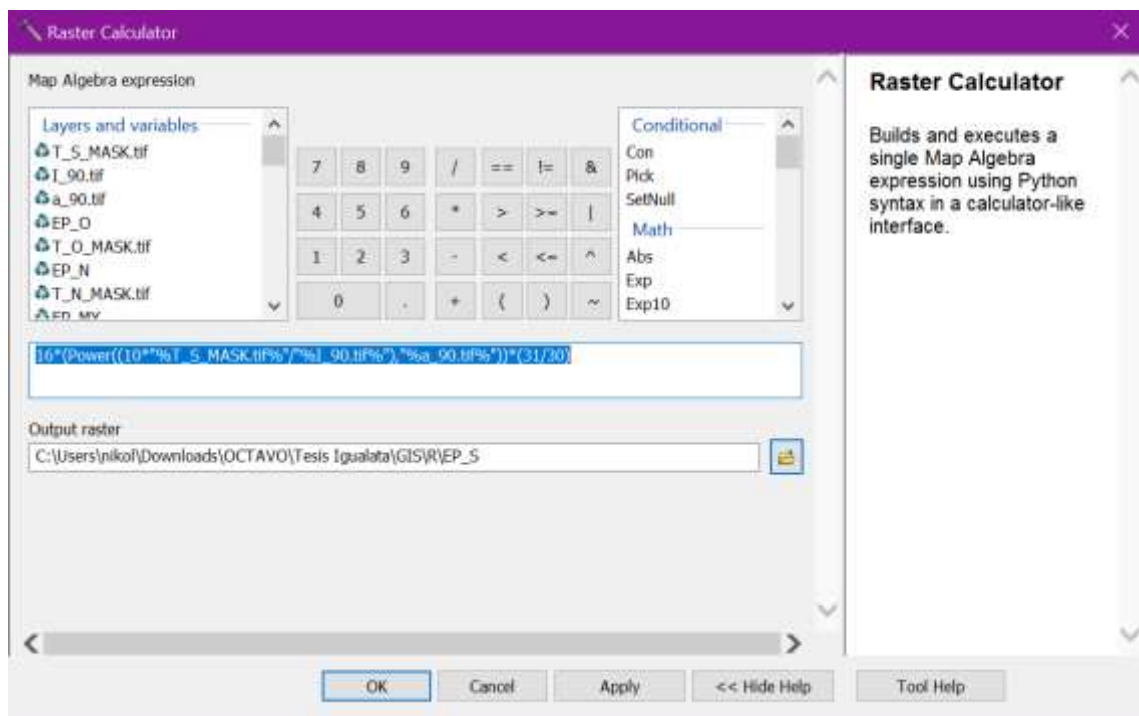 Raster Calculator
Map Algebra expression
Layers and variables
T_S_MASK.tif
I_90.tif
a_90.tif
EP_O
T_O_MASK.tif
EP_N
T_N_MASK.tif
EP_MY
7 8 9 / == != &
4 5 6 * > >= |
1 2 3 - < <= ^
0 . + ( ) ~
Conditional
Con
Pick
SetNull
Math
Abs
Exp
Exp10
16*(Power((10*"%T_S_MASK.tif%"/"%I_90.tif%"),"%a_90.tif%"))*(31/30)
Output raster
C:\Users\nikol\Downloads\OCTAVO\Tesis Igualata\GIS\R\EP_S
OK Cancel Apply << Hide Help Tool Help
Raster Calculator
Builds and executes a
single Map Algebra
expression using Python
syntax in a calculator-like
interface.